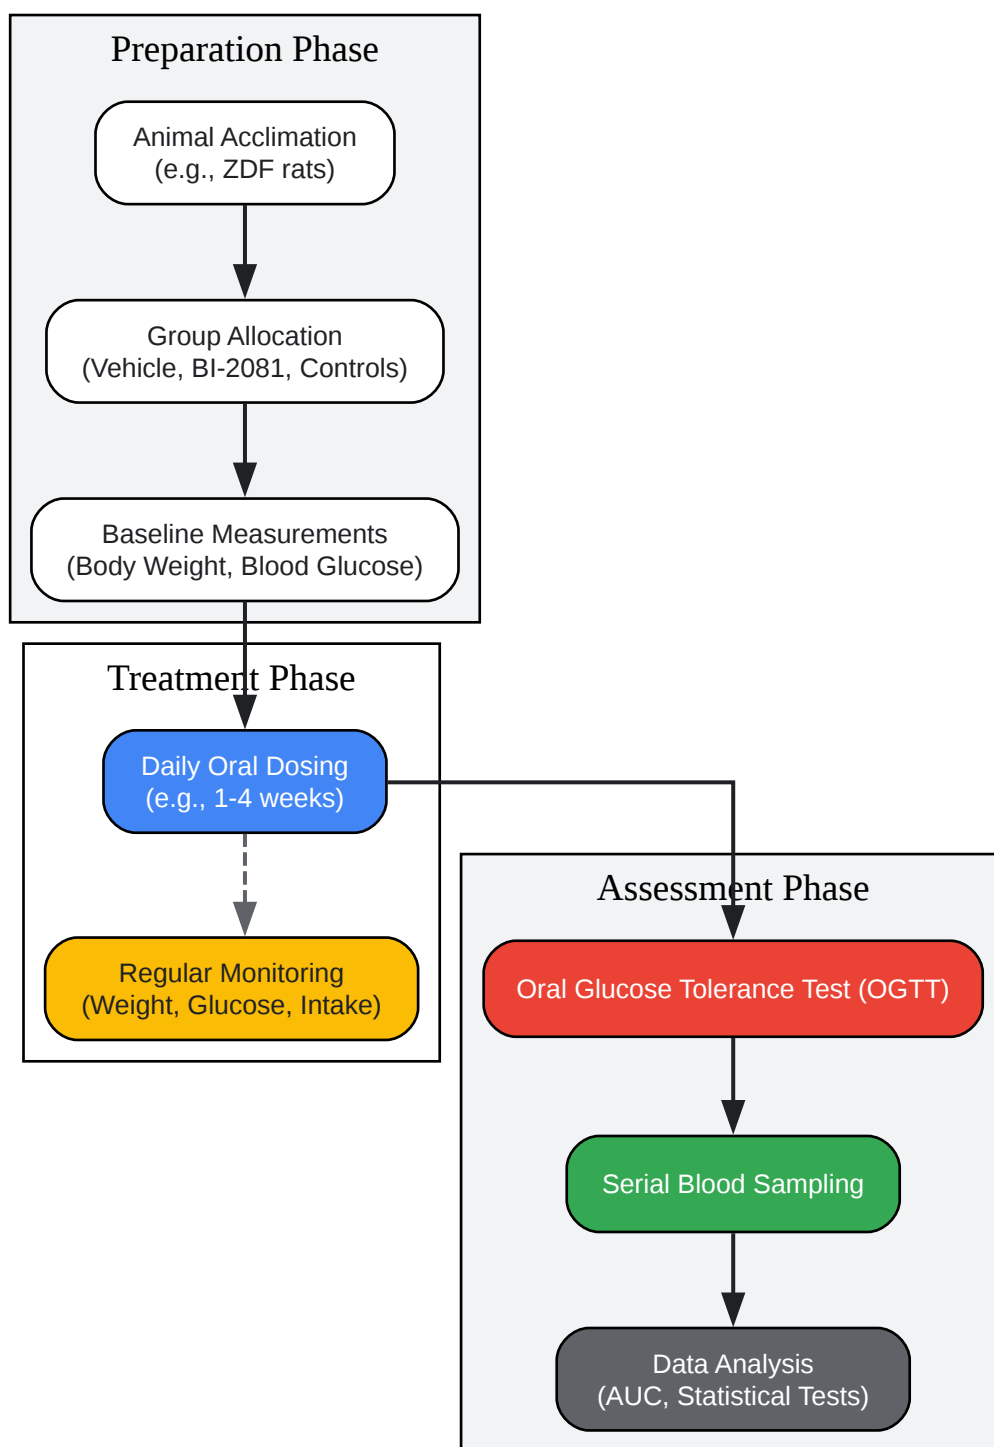 Preparation Phase
Animal Acclimation
(e.g., ZDF rats)
Group Allocation
(Vehicle, BI-2081, Controls)
Baseline Measurements
(Body Weight, Blood Glucose)
Treatment Phase
Daily Oral Dosing
(e.g., 1-4 weeks)
Regular Monitoring
(Weight, Glucose, Intake)
Assessment Phase
Oral Glucose Tolerance Test (OGTT)
Serial Blood Sampling
Data Analysis
(AUC, Statistical Tests)